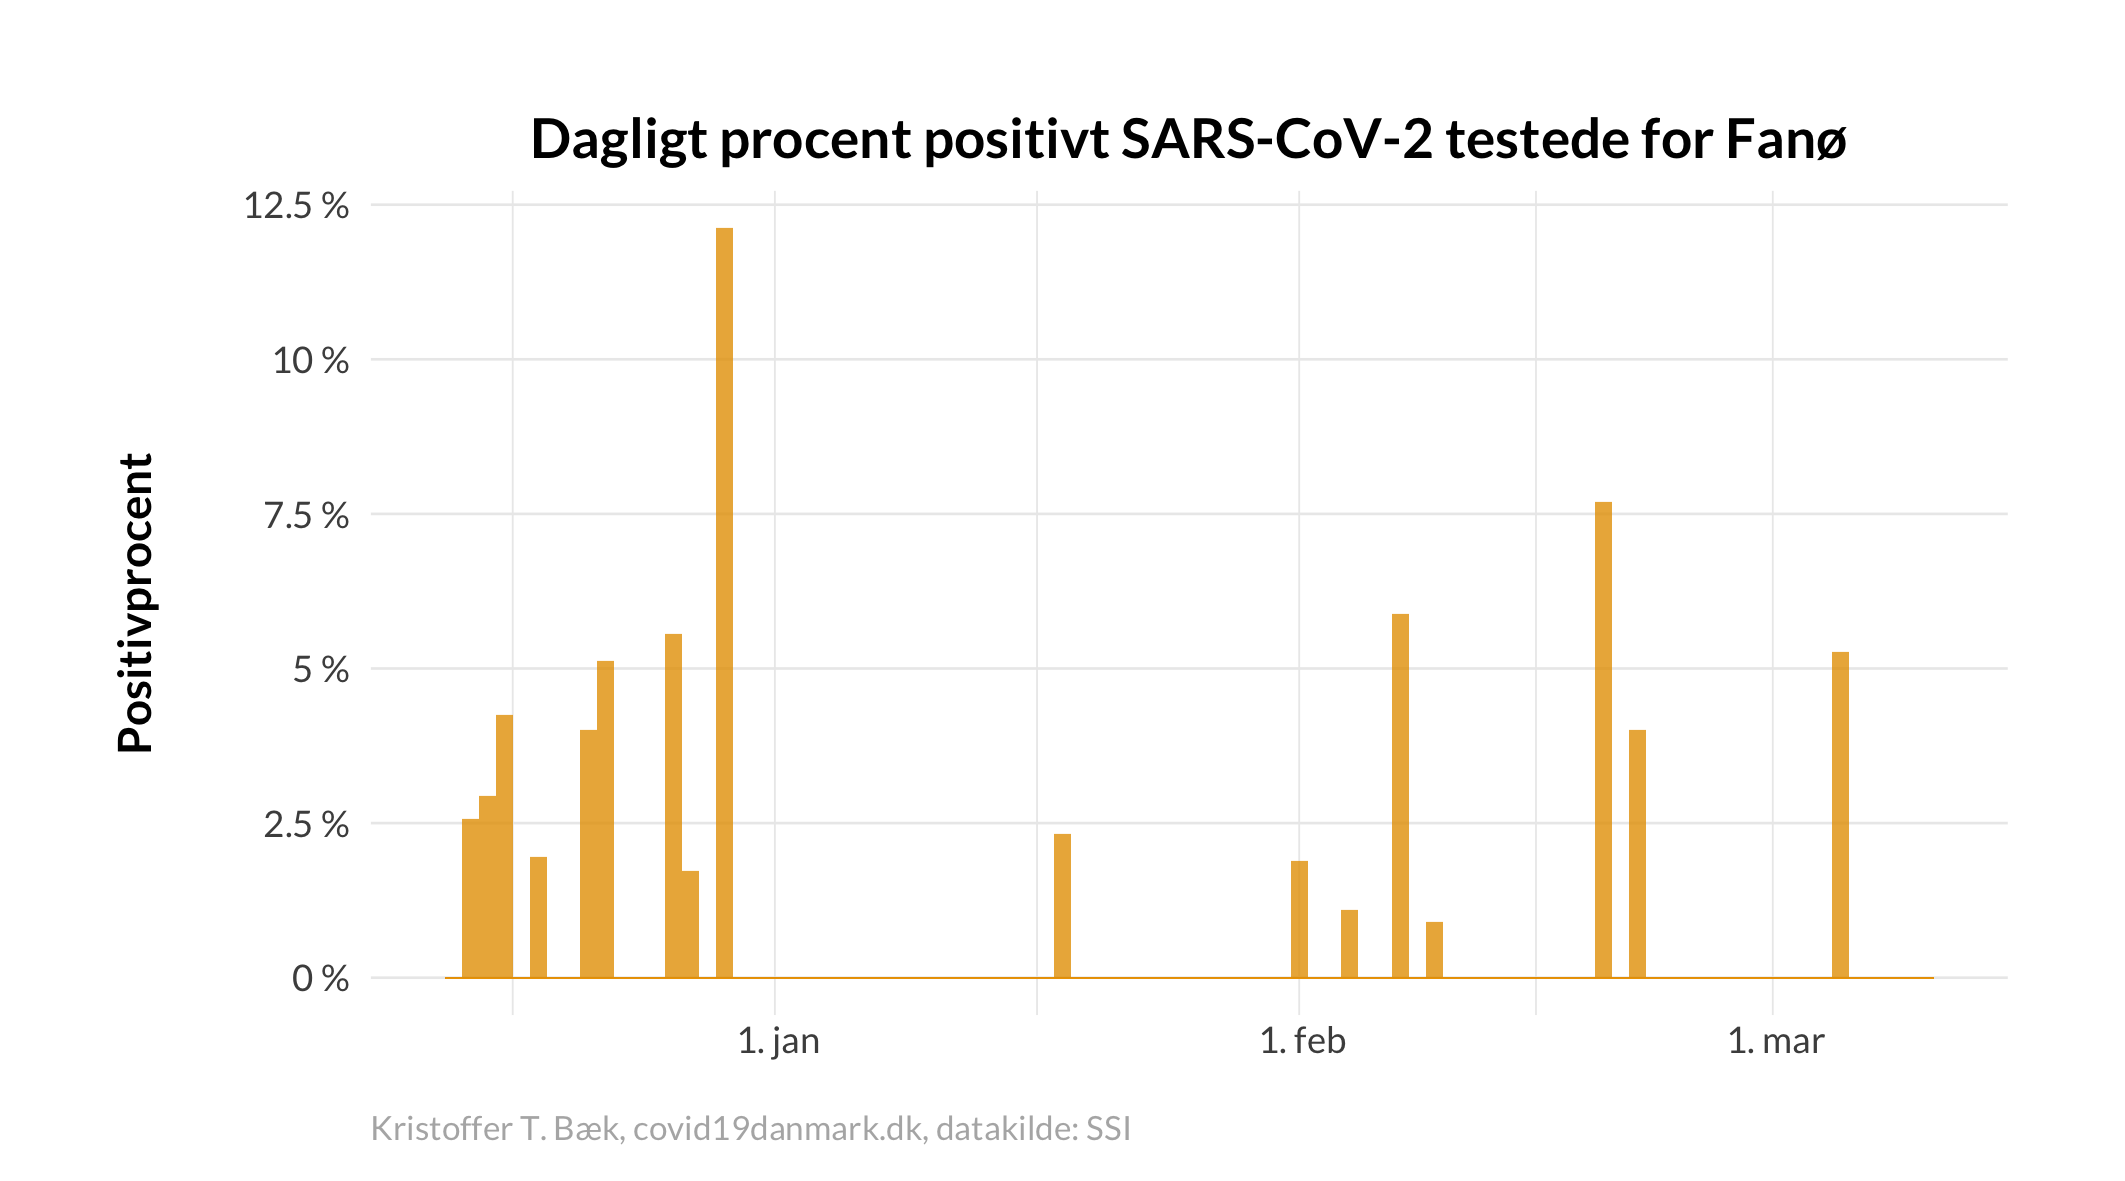 Dagligt procent positivt SARS-CoV-2 testede for Fanø
Positivprocent
12.5 %
10 %
7.5 %
5 %
2.5 %
0 %
1. jan
1. feb
1. mar
Kristoffer T. Bæk, covid19danmark.dk, datakilde: SSI